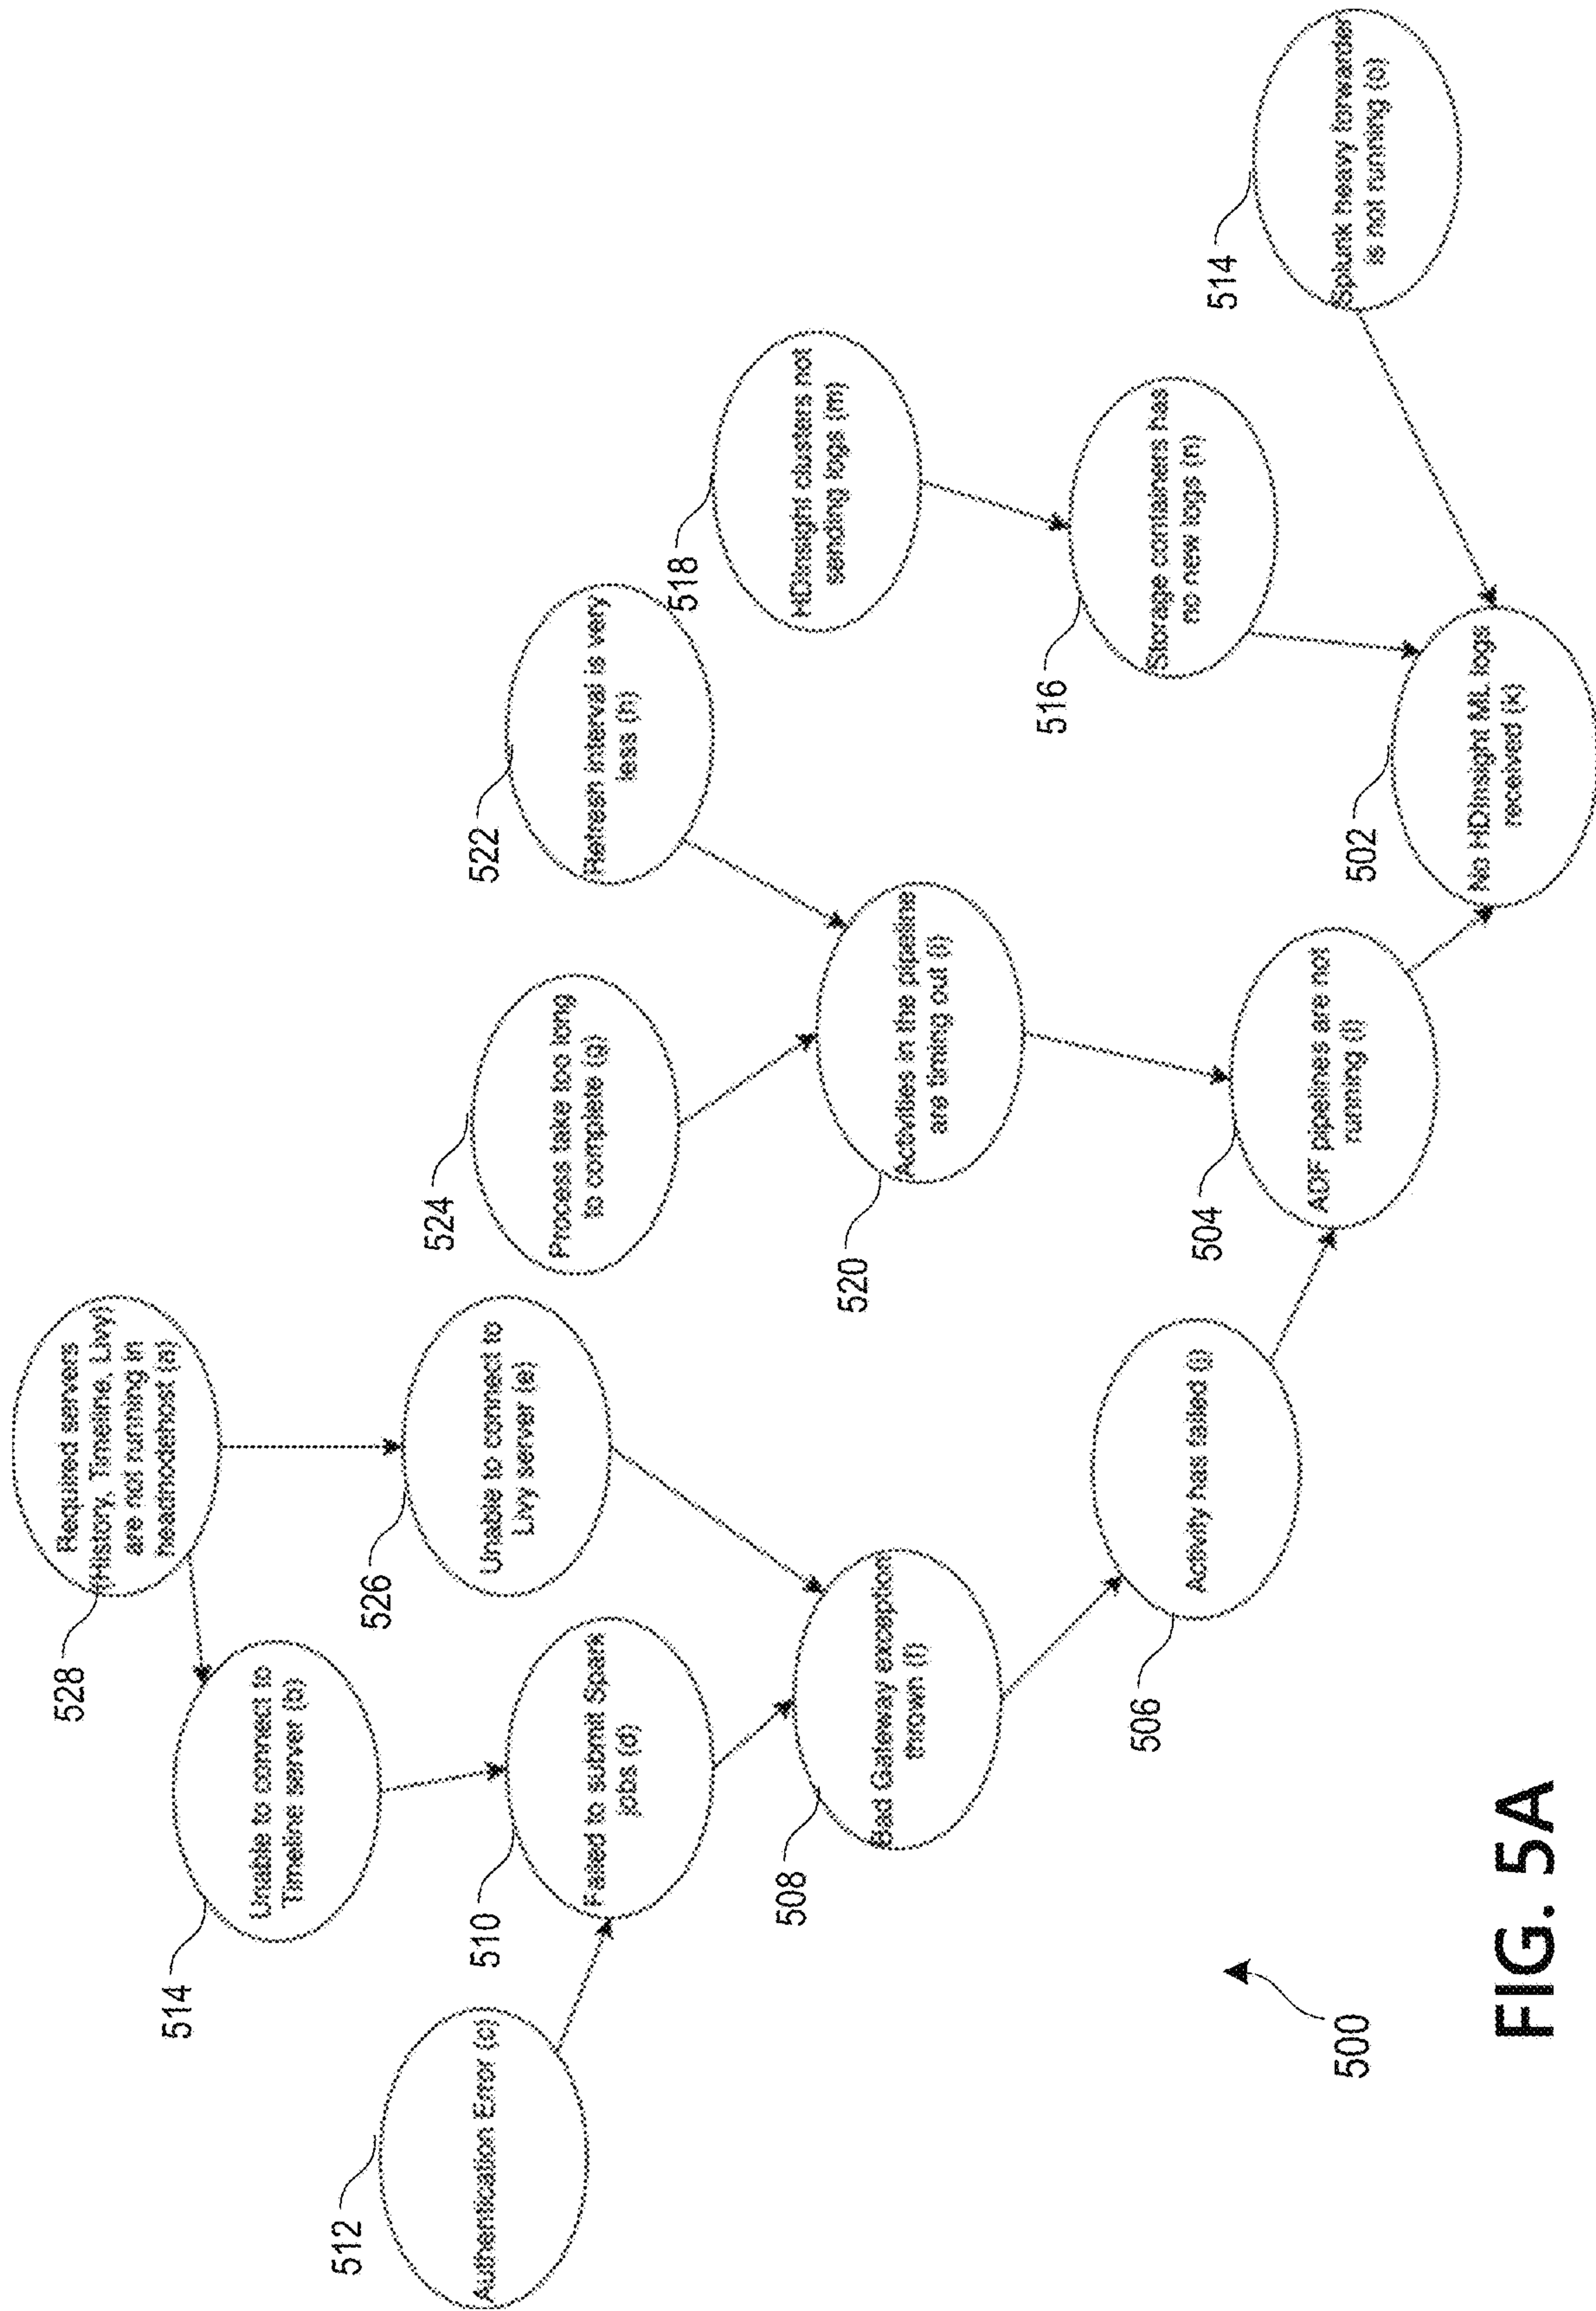 528
Required servers
(History, Timeline, Livy)
are not running in
headnodehost (a)
514
Unable to connect to
Timeline server (b)
526
Unable to connect to
Livy server (e)
512
Authentication Error (c)
510
Failed to submit Spark
jobs (d)
524
Process take too long
to complete (g)
522
Refresh interval is very
less (h)
518
HDInsight clusters not
sending logs (m)
508
Bad Gateway exception
thrown (f)
520
Activities in the pipeline
are timing out (i)
516
Storage containers has
no new logs (n)
514
Splunk heavy forwarder
is not running (o)
506
Activity has failed (j)
504
ADF pipelines are not
running (l)
502
No HDInsight ML logs
received (k)
500
FIG. 5A